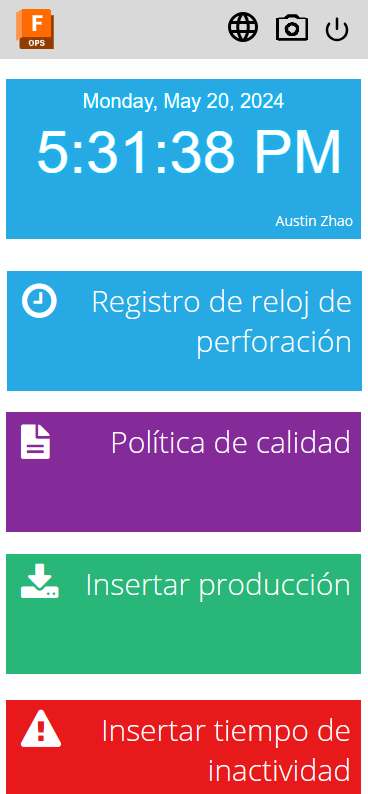 F
OPS
Monday, May 20, 2024
5:31:38 PM
Austin Zhao
Registro de reloj de
perforación
Política de calidad
Insertar producción
Insertar tiempo de
inactividad